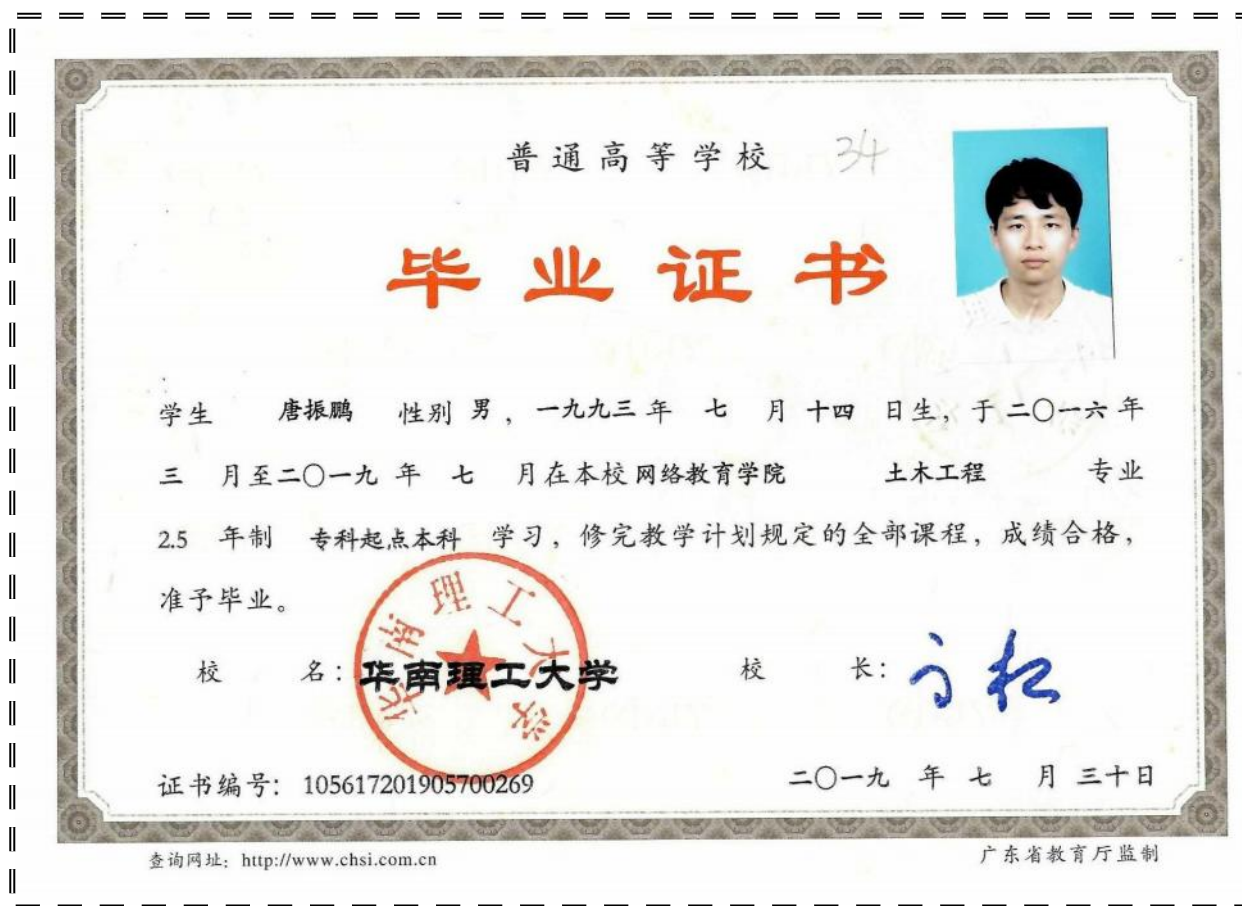 普通高等学校 34
毕业证书
学生 唐振鹏 性别 男，一九九三 年 七 月 十四 日生，于 二〇一六 年
三 月至 二〇一九 年 七 月在本校 网络教育学院 土木工程 专业
2.5 年制 专科起点本科 学习，修完教学计划规定的全部课程，成绩合格，
准予毕业。
华南理工大学
校 名：华南理工大学 校 长：
证书编号：105617201905700269 二〇一九 年 七 月 三十日
查询网址：http://www.chsi.com.cn 广东省教育厅监制